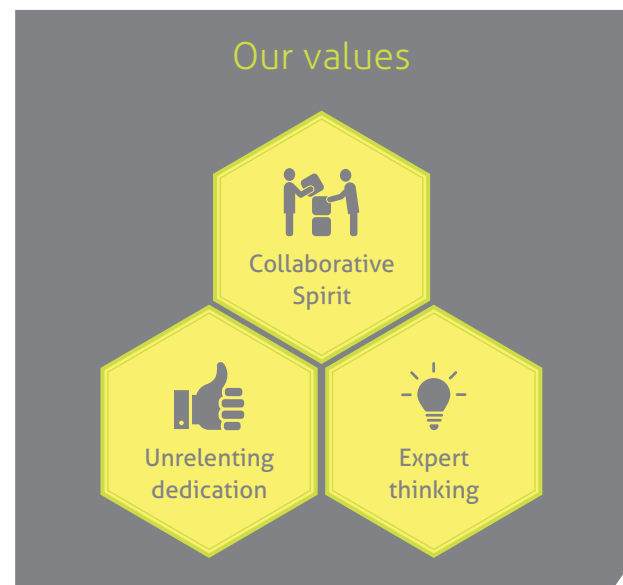 Our values
Collaborative
Spirit
Unrelenting
dedication
Expert
thinking